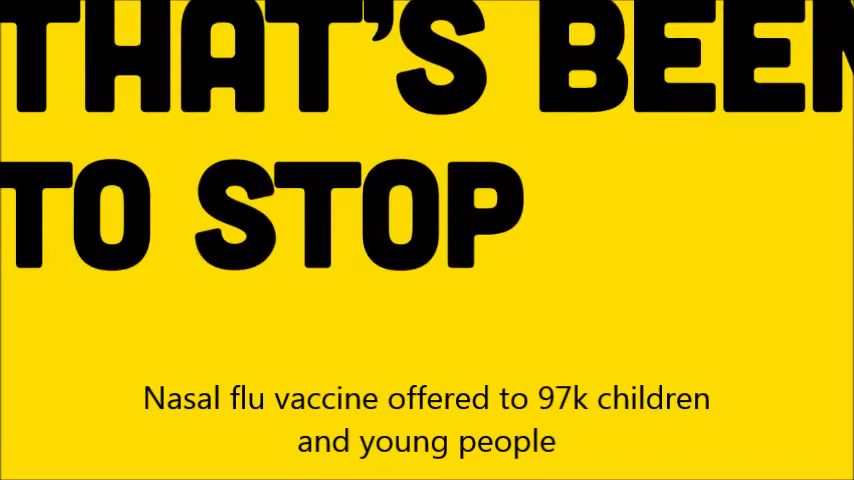 THAT'S BEEN
TO STOP
Nasal flu vaccine offered to 97k children
and young people